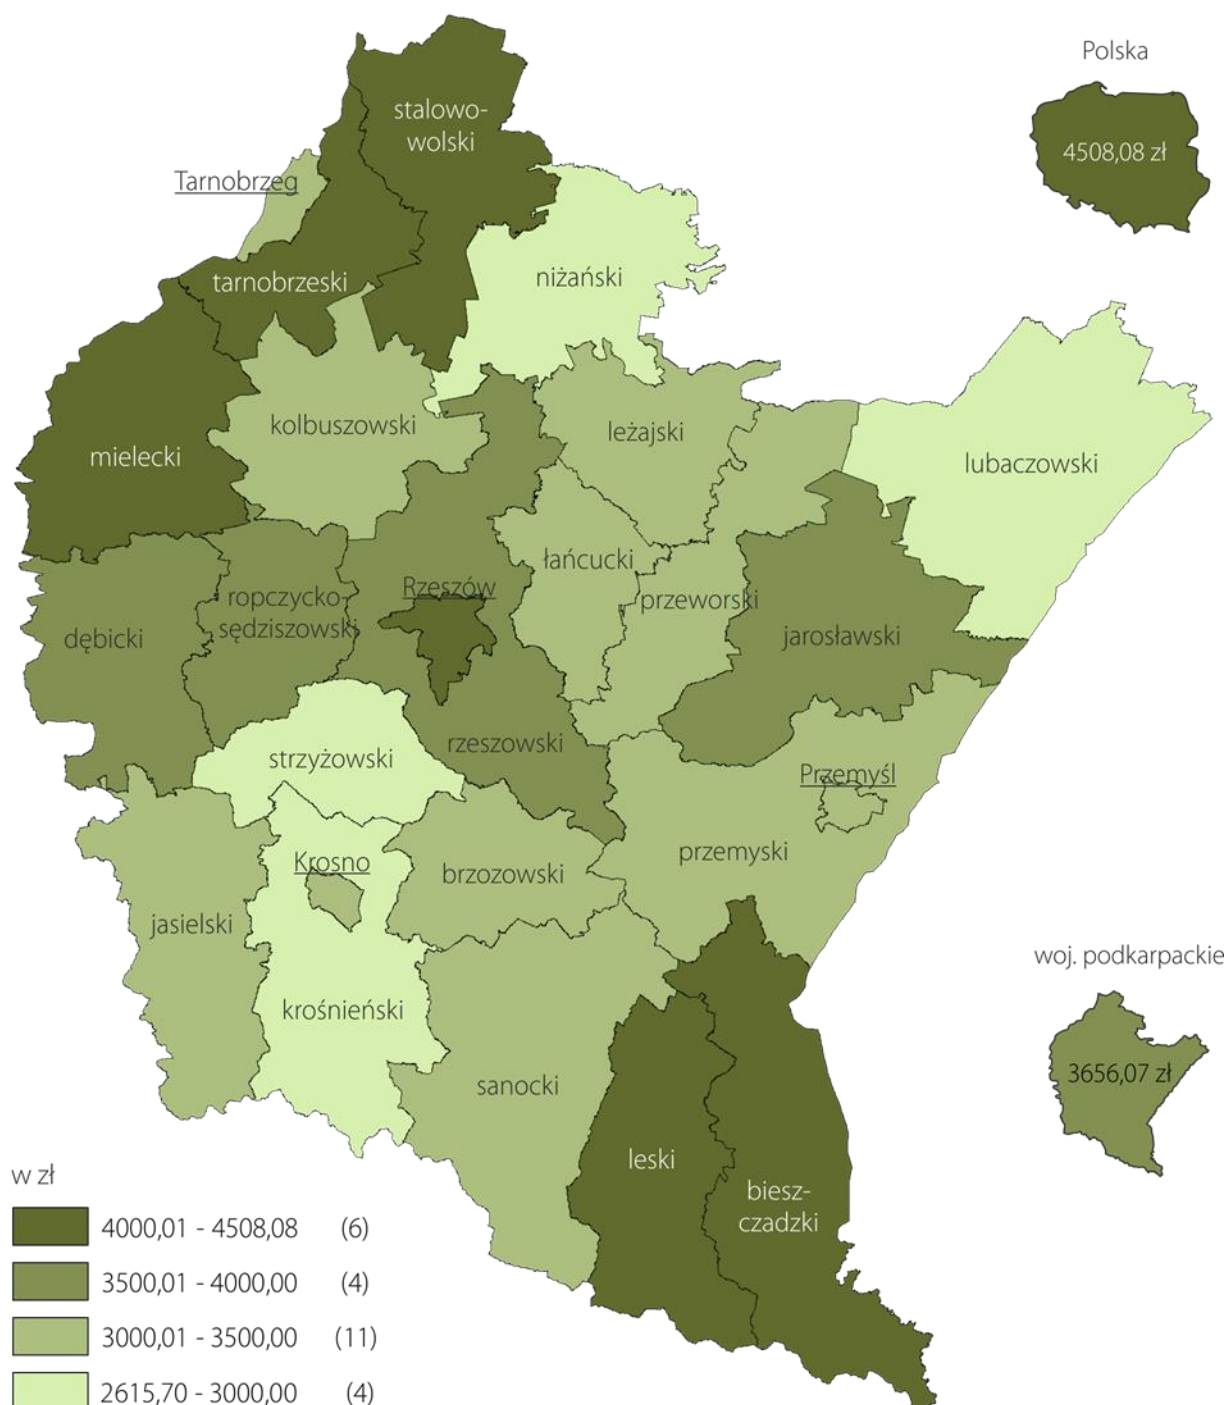 Polska
4508,08 zł
stalowo-
wolski
Tarnobrzeg
tarnobrzeski
niżański
kolbuszowski
leżajski
mielecki
lubaczowski
łańcucki
Rzeszów
ropczycko-
sędziszowski
przeworski
dębicki
jarosławski
rzeszowski
strzyżowski
Przemyśl
przemyski
Krosno
brzozowski
jasielski
woj. podkarpackie
3656,07 zł
krośnieński
sanocki
leski
biesz-
czadzki
w zł
4000,01 - 4508,08 (6)
3500,01 - 4000,00 (4)
3000,01 - 3500,00 (11)
2615,70 - 3000,00 (4)